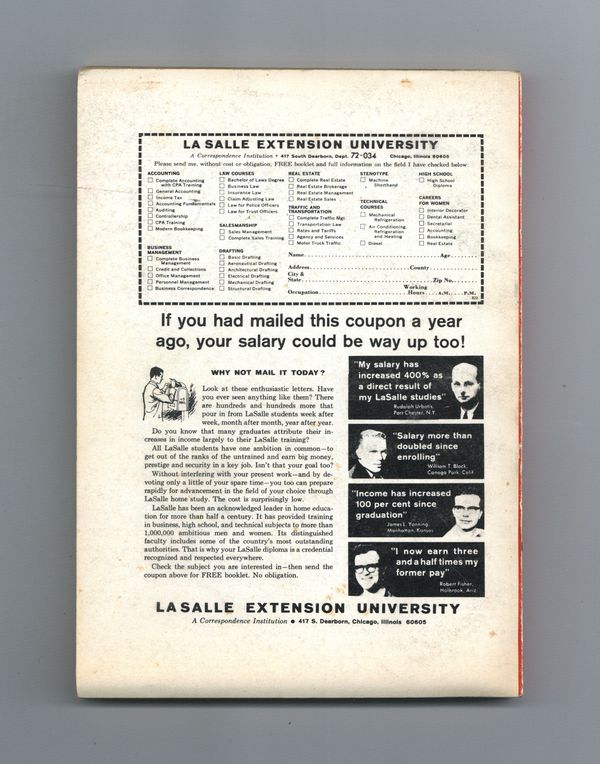 LA SALLE EXTENSION UNIVERSITY
A Correspondence Institution • 417 South Dearborn, Dept. 72-034 Chicago, Illinois 60605
Please send me, without cost or obligation, FREE booklet and full information on the field I have checked below:
ACCOUNTING
Complete Accounting
with CPA Training
General Accounting
Income Tax
Accounting Fundamentals
Auditing
Controllership
CPA Training
Modern Bookkeeping
BUSINESS
MANAGEMENT
Complete Business
Management
Credit and Collections
Office Management
Personnel Management
Business Correspondence
LAW COURSES
Bachelor of Laws Degree
Business Law
Insurance Law
Claim Adjusting Law
Law for Police Officers
Law for Trust Officers
SALESMANSHIP
Sales Management
Complete Sales Training
DRAFTING
Basic Drafting
Aeronautical Drafting
Architectural Drafting
Electrical Drafting
Mechanical Drafting
Structural Drafting
REAL ESTATE
Complete Real Estate
Real Estate Brokerage
Real Estate Management
Real Estate Sales
TRAFFIC AND
TRANSPORTATION
Complete Traffic Mgt.
Transportation Law
Rates and Tariffs
Agency and Services
Motor Truck Traffic
STENOTYPE
Machine
Shorthand
TECHNICAL
COURSES
Mechanical
Refrigeration
Air Conditioning
Refrigeration
and Heating
Diesel
HIGH SCHOOL
High School
Diploma
CAREERS
FOR WOMEN
Interior Decorator
Dental Assistant
Secretarial
Accounting
Bookkeeping
Real Estate
Name Age
Address County
City &
State Zip No.
Occupation Working Hours A.M. P.M.
If you had mailed this coupon a year
ago, your salary could be way up too!
WHY NOT MAIL IT TODAY?
Look at these enthusiastic letters. Have
you ever seen anything like them? There
are hundreds and hundreds more that
pour in from LaSalle students week after
week, month after month, year after year.
Do you know that many graduates attribute their in-
creases in income largely to their LaSalle training?
All LaSalle students have one ambition in common—to
get out of the ranks of the untrained and earn big money,
prestige and security in a key job. Isn't that your goal too?
Without interfering with your present work—and by de-
voting only a little of your spare time—you too can prepare
rapidly for advancement in the field of your choice through
LaSalle home study. The cost is surprisingly low.
LaSalle has been an acknowledged leader in home educa-
tion for more than half a century. It has provided training
in business, high school, and technical subjects to more than
1,000,000 ambitious men and women. Its distinguished
faculty includes some of the country's most outstanding
authorities. That is why your LaSalle diploma is a credential
recognized and respected everywhere.
Check the subject you are interested in—then send the
coupon above for FREE booklet. No obligation.
"My salary has
increased 400% as
a direct result of
my LaSalle studies"
Rudolph Urbatis,
Port Chester, N.Y.
"Salary more than
doubled since
enrolling"
William T. Block,
Canoga Park, Calif.
"Income has increased
100 per cent since
graduation"
James L. Yonning,
Manhattan, Kansas
"I now earn three
and a half times my
former pay"
Robert Fisher,
Holbrook, Ariz.
LASALLE EXTENSION UNIVERSITY
A Correspondence Institution • 417 S. Dearborn, Chicago, Illinois 60605